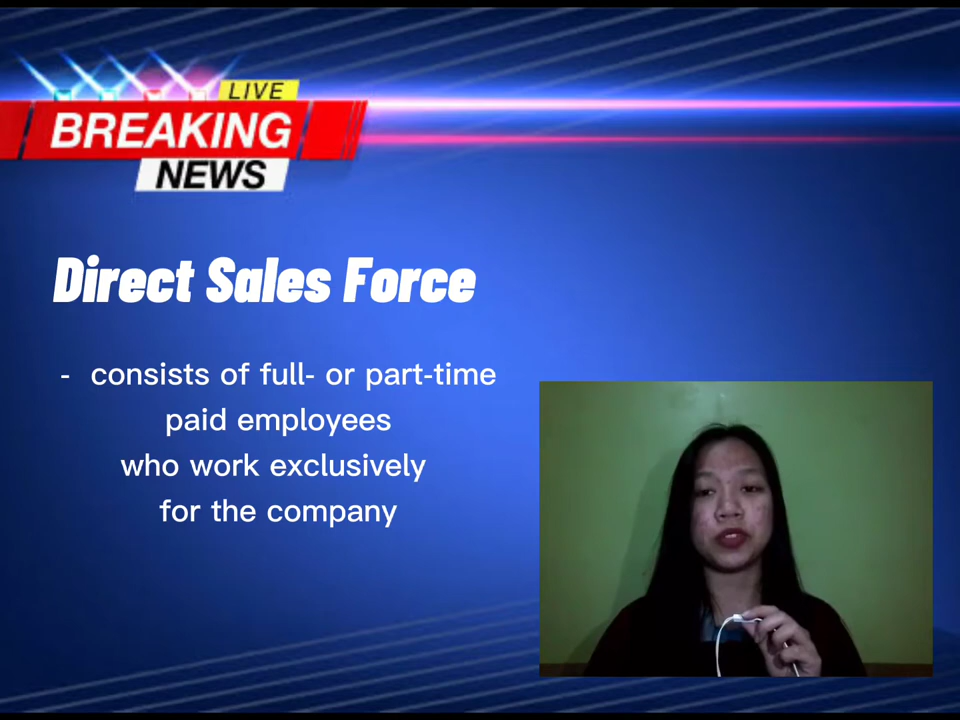 LIVE
BREAKING
NEWS
Direct Sales Force
- consists of full- or part-time
paid employees
who work exclusively
for the company